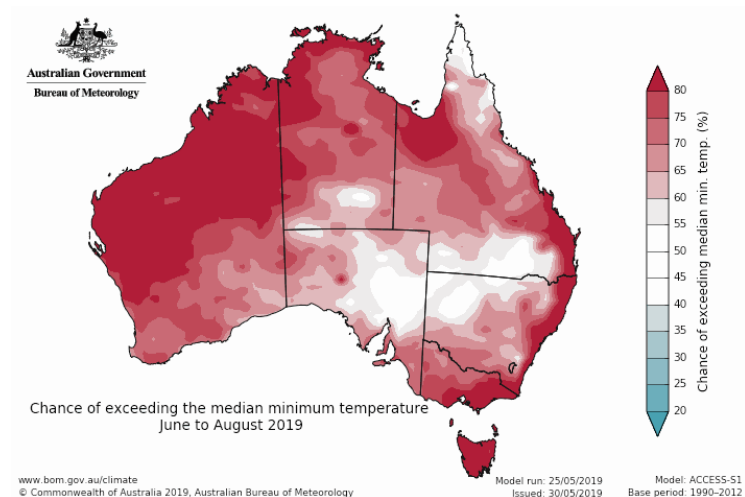 Australian Government
Bureau of Meteorology
80
75
70
65
60
55
50
45
40
35
30
25
20
Chance of exceeding median min. temp. (%)
Chance of exceeding the median minimum temperature
June to August 2019
www.bom.gov.au/climate
© Commonwealth of Australia 2019, Australian Bureau of Meteorology
Model run: 25/05/2019
Issued: 30/05/2019
Model: ACCESS-S1
Base period: 1990–2012